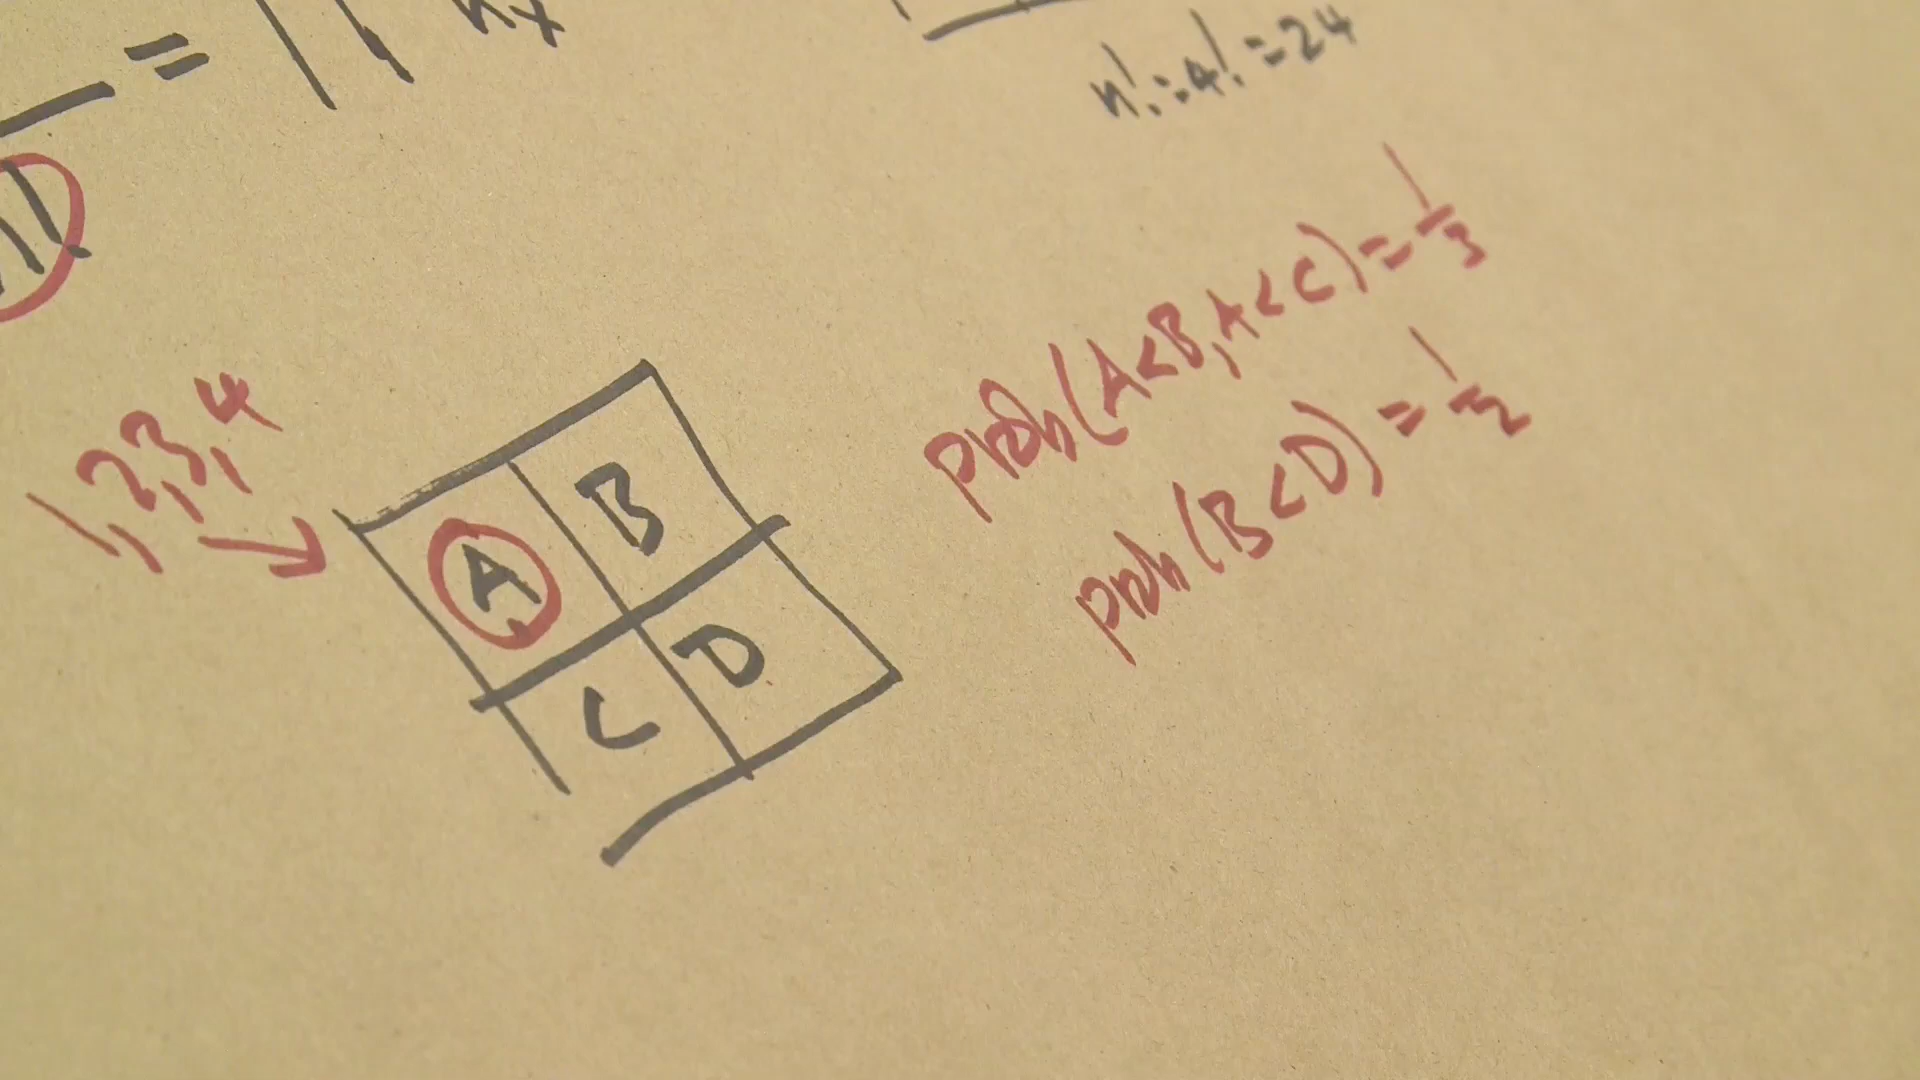 n! = 4! = 24
1, 2, 3, 4
A B
C D
prob(A<B, A<C) = 1/3
prob(B<D) = 1/2